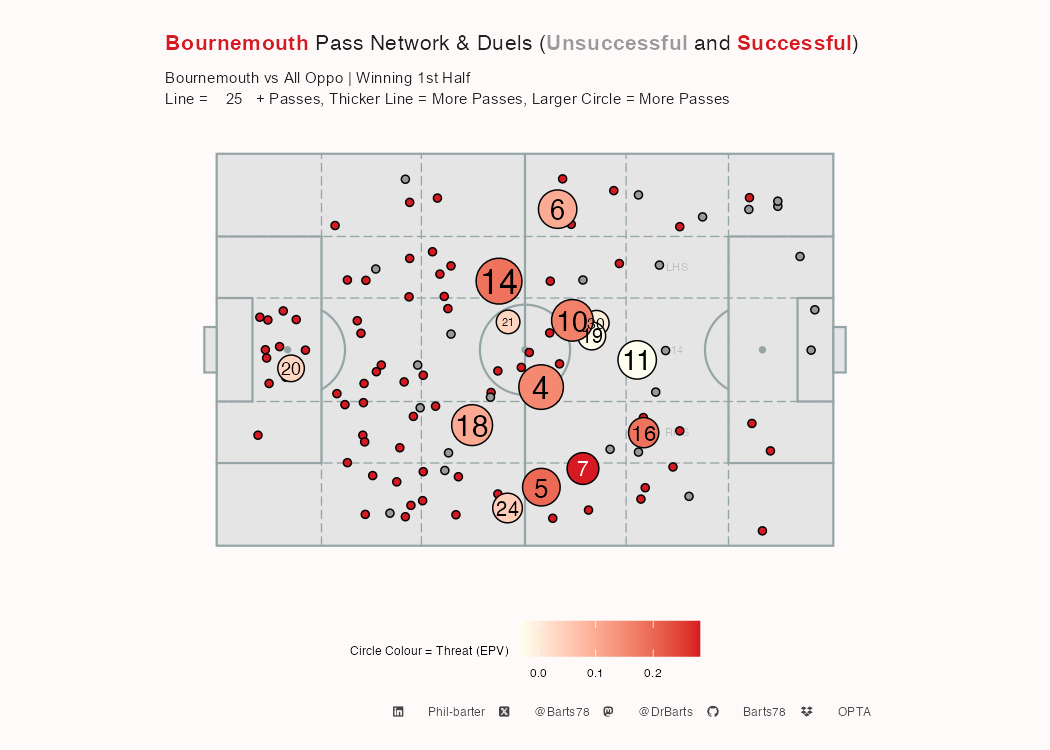 Bournemouth Pass Network & Duels (Unsuccessful and Successful)
Bournemouth vs All Oppo | Winning 1st Half
Line = 25 + Passes, Thicker Line = More Passes, Larger Circle = More Passes
6
LHS
14
21
10
30
19
11
14
20
4
18
16
7
5
24
Circle Colour = Threat (EPV)
0.0 0.1 0.2
Phil-barter @Barts78 @DrBarts Barts78 OPTA